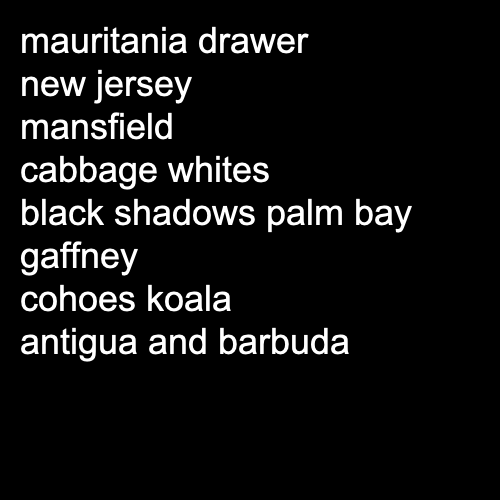 mauritania drawer
new jersey
mansfield
cabbage whites
black shadows palm bay
gaffney
cohoes koala
antigua and barbuda